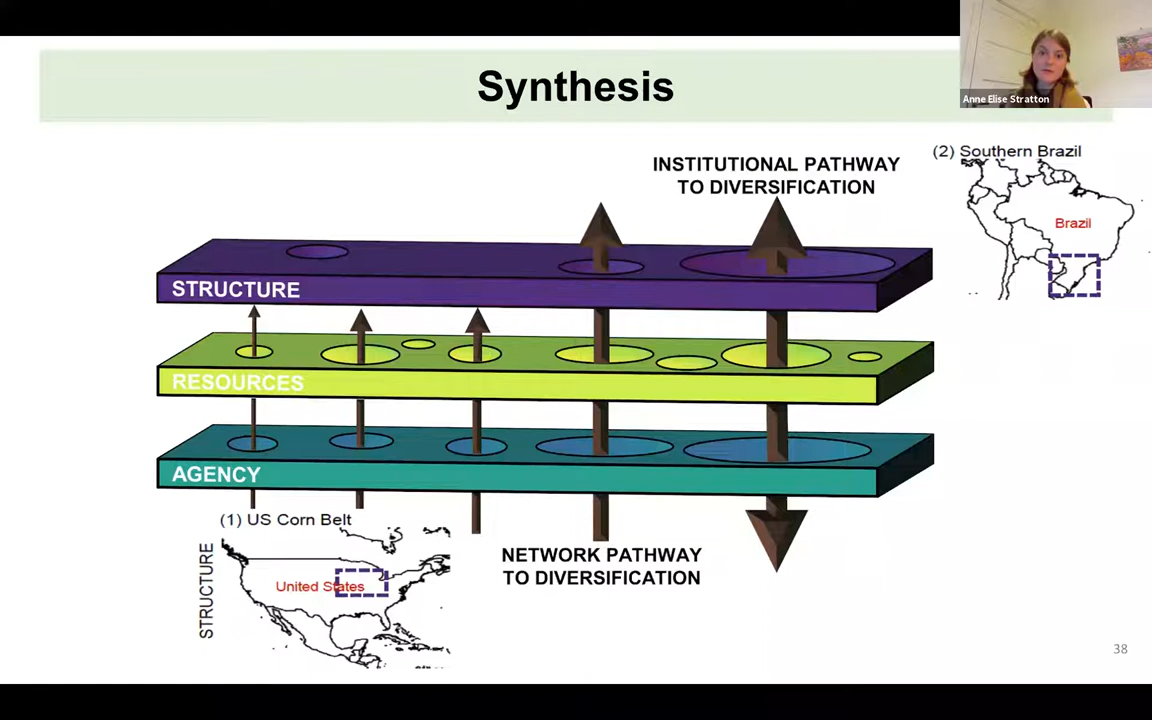 Synthesis
Anne Elise Stratton
INSTITUTIONAL PATHWAY
TO DIVERSIFICATION
(2) Southern Brazil
Brazil
STRUCTURE
RESOURCES
AGENCY
(1) US Corn Belt
United States
STRUCTURE
NETWORK PATHWAY
TO DIVERSIFICATION
38